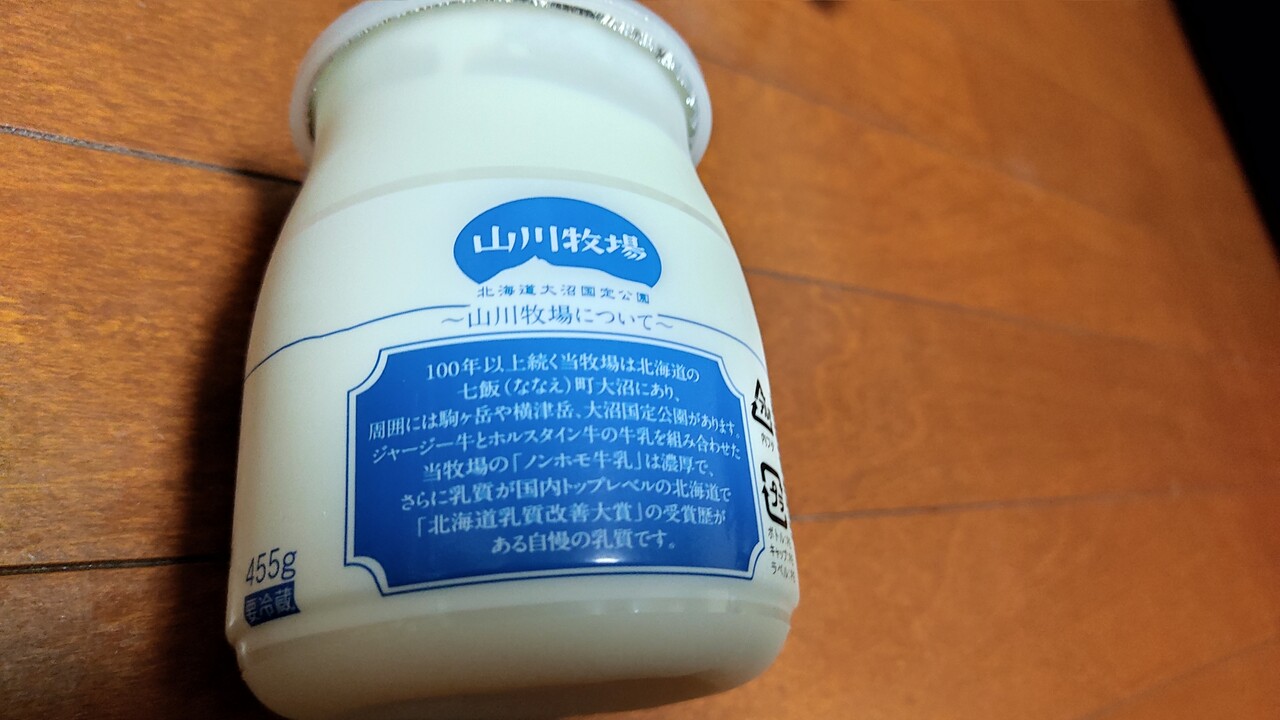 山川牧場
北海道大沼国定公園
〜山川牧場について〜
100年以上続く当牧場は北海道の
七飯(ななえ)町大沼にあり、
周囲には駒ヶ岳や横津岳、大沼国定公園があります。
ジャージー牛とホルスタイン牛の牛乳を組み合わせた
当牧場の「ノンホモ牛乳」は濃厚で、
さらに乳質が国内トップレベルの北海道で
「北海道乳質改善大賞」の受賞歴が
ある自慢の乳質です。
455g
要冷蔵
プラ